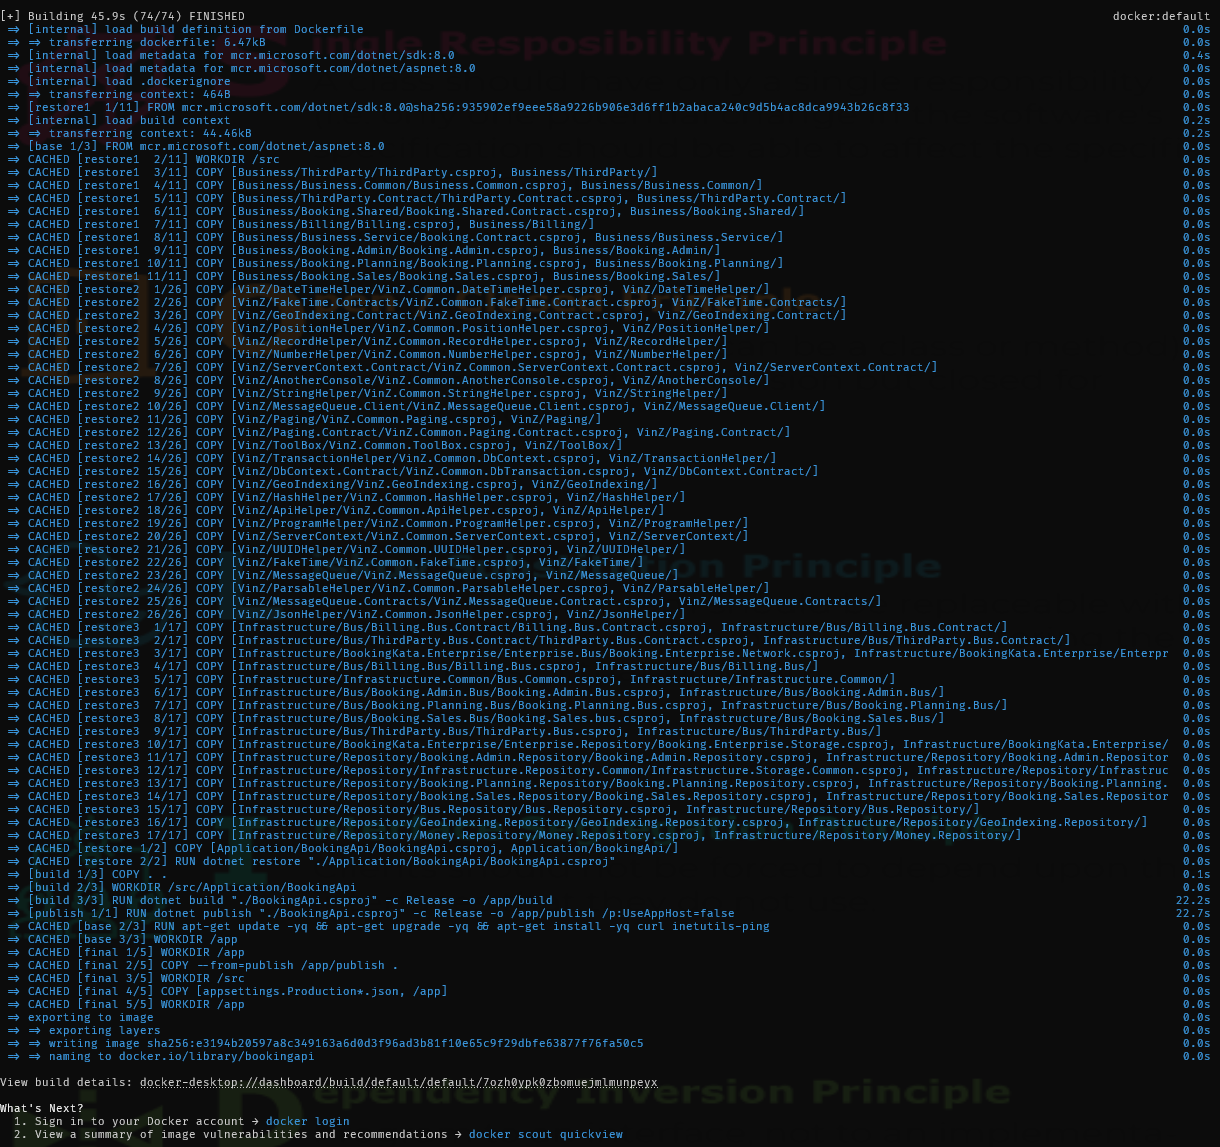 [+] Building 45.9s (74/74) FINISHED docker:default
=> [internal] load build definition from Dockerfile 0.0s
=> => transferring dockerfile: 6.47kB 0.0s
=> [internal] load metadata for mcr.microsoft.com/dotnet/sdk:8.0 0.4s
=> [internal] load metadata for mcr.microsoft.com/dotnet/aspnet:8.0 0.0s
=> [internal] load .dockerignore 0.0s
=> => transferring context: 464B 0.0s
=> [restore1 1/11] FROM mcr.microsoft.com/dotnet/sdk:8.0@sha256:935902ef9eee58a9226b906e3d6ff1b2abaca240c9d5b4ac8dca9943b26c8f33 0.0s
=> [internal] load build context 0.2s
=> => transferring context: 44.46kB 0.2s
=> [base 1/3] FROM mcr.microsoft.com/dotnet/aspnet:8.0 0.0s
=> CACHED [restore1 2/11] WORKDIR /src 0.0s
=> CACHED [restore1 3/11] COPY [Business/ThirdParty/ThirdParty.csproj, Business/ThirdParty/] 0.0s
=> CACHED [restore1 4/11] COPY [Business/Business.Common/Business.Common.csproj, Business/Business.Common/] 0.0s
=> CACHED [restore1 5/11] COPY [Business/ThirdParty.Contract/ThirdParty.Contract.csproj, Business/ThirdParty.Contract/] 0.0s
=> CACHED [restore1 6/11] COPY [Business/Booking.Shared/Booking.Shared.Contract.csproj, Business/Booking.Shared/] 0.0s
=> CACHED [restore1 7/11] COPY [Business/Billing/Billing.csproj, Business/Billing/] 0.0s
=> CACHED [restore1 8/11] COPY [Business/Business.Service/Booking.Contract.csproj, Business/Business.Service/] 0.0s
=> CACHED [restore1 9/11] COPY [Business/Booking.Admin/Booking.Admin.csproj, Business/Booking.Admin/] 0.0s
=> CACHED [restore1 10/11] COPY [Business/Booking.Planning/Booking.Planning.csproj, Business/Booking.Planning/] 0.0s
=> CACHED [restore1 11/11] COPY [Business/Booking.Sales/Booking.Sales.csproj, Business/Booking.Sales/] 0.0s
=> CACHED [restore2 1/26] COPY [VinZ/DateTimeHelper/VinZ.Common.DateTimeHelper.csproj, VinZ/DateTimeHelper/] 0.0s
=> CACHED [restore2 2/26] COPY [VinZ/FakeTime.Contracts/VinZ.Common.FakeTime.Contract.csproj, VinZ/FakeTime.Contracts/] 0.0s
=> CACHED [restore2 3/26] COPY [VinZ/GeoIndexing.Contract/VinZ.GeoIndexing.Contract.csproj, VinZ/GeoIndexing.Contract/] 0.0s
=> CACHED [restore2 4/26] COPY [VinZ/PositionHelper/VinZ.Common.PositionHelper.csproj, VinZ/PositionHelper/] 0.0s
=> CACHED [restore2 5/26] COPY [VinZ/RecordHelper/VinZ.Common.RecordHelper.csproj, VinZ/RecordHelper/] 0.0s
=> CACHED [restore2 6/26] COPY [VinZ/NumberHelper/VinZ.Common.NumberHelper.csproj, VinZ/NumberHelper/] 0.0s
=> CACHED [restore2 7/26] COPY [VinZ/ServerContext.Contract/VinZ.Common.ServerContext.Contract.csproj, VinZ/ServerContext.Contract/] 0.0s
=> CACHED [restore2 8/26] COPY [VinZ/AnotherConsole/VinZ.Common.AnotherConsole.csproj, VinZ/AnotherConsole/] 0.0s
=> CACHED [restore2 9/26] COPY [VinZ/StringHelper/VinZ.Common.StringHelper.csproj, VinZ/StringHelper/] 0.0s
=> CACHED [restore2 10/26] COPY [VinZ/MessageQueue.Client/VinZ.MessageQueue.Client.csproj, VinZ/MessageQueue.Client/] 0.0s
=> CACHED [restore2 11/26] COPY [VinZ/Paging/VinZ.Common.Paging.csproj, VinZ/Paging/] 0.0s
=> CACHED [restore2 12/26] COPY [VinZ/Paging.Contract/VinZ.Common.Paging.Contract.csproj, VinZ/Paging.Contract/] 0.0s
=> CACHED [restore2 13/26] COPY [VinZ/ToolBox/VinZ.Common.ToolBox.csproj, VinZ/ToolBox/] 0.0s
=> CACHED [restore2 14/26] COPY [VinZ/TransactionHelper/VinZ.Common.DbContext.csproj, VinZ/TransactionHelper/] 0.0s
=> CACHED [restore2 15/26] COPY [VinZ/DbContext.Contract/VinZ.Common.DbTransaction.csproj, VinZ/DbContext.Contract/] 0.0s
=> CACHED [restore2 16/26] COPY [VinZ/GeoIndexing/VinZ.GeoIndexing.csproj, VinZ/GeoIndexing/] 0.0s
=> CACHED [restore2 17/26] COPY [VinZ/HashHelper/VinZ.Common.HashHelper.csproj, VinZ/HashHelper/] 0.0s
=> CACHED [restore2 18/26] COPY [VinZ/ApiHelper/VinZ.Common.ApiHelper.csproj, VinZ/ApiHelper/] 0.0s
=> CACHED [restore2 19/26] COPY [VinZ/ProgramHelper/VinZ.Common.ProgramHelper.csproj, VinZ/ProgramHelper/] 0.0s
=> CACHED [restore2 20/26] COPY [VinZ/ServerContext/VinZ.Common.ServerContext.csproj, VinZ/ServerContext/] 0.0s
=> CACHED [restore2 21/26] COPY [VinZ/UUIDHelper/VinZ.Common.UUIDHelper.csproj, VinZ/UUIDHelper/] 0.0s
=> CACHED [restore2 22/26] COPY [VinZ/FakeTime/VinZ.Common.FakeTime.csproj, VinZ/FakeTime/] 0.0s
=> CACHED [restore2 23/26] COPY [VinZ/MessageQueue/VinZ.MessageQueue.csproj, VinZ/MessageQueue/] 0.0s
=> CACHED [restore2 24/26] COPY [VinZ/ParsableHelper/VinZ.Common.ParsableHelper.csproj, VinZ/ParsableHelper/] 0.0s
=> CACHED [restore2 25/26] COPY [VinZ/MessageQueue.Contracts/VinZ.MessageQueue.Contract.csproj, VinZ/MessageQueue.Contracts/] 0.0s
=> CACHED [restore2 26/26] COPY [VinZ/JsonHelper/VinZ.Common.JsonHelper.csproj, VinZ/JsonHelper/] 0.0s
=> CACHED [restore3 1/17] COPY [Infrastructure/Bus/Billing.Bus.Contract/Billing.Bus.Contract.csproj, Infrastructure/Bus/Billing.Bus.Contract/] 0.0s
=> CACHED [restore3 2/17] COPY [Infrastructure/Bus/ThirdParty.Bus.Contract/ThirdParty.Bus.Contract.csproj, Infrastructure/Bus/ThirdParty.Bus.Contract/] 0.0s
=> CACHED [restore3 3/17] COPY [Infrastructure/BookingKata.Enterprise/Enterprise.Bus/Booking.Enterprise.Network.csproj, Infrastructure/BookingKata.Enterprise/Enterpr 0.0s
=> CACHED [restore3 4/17] COPY [Infrastructure/Bus/Billing.Bus/Billing.Bus.csproj, Infrastructure/Bus/Billing.Bus/] 0.0s
=> CACHED [restore3 5/17] COPY [Infrastructure/Infrastructure.Common/Bus.Common.csproj, Infrastructure/Infrastructure.Common/] 0.0s
=> CACHED [restore3 6/17] COPY [Infrastructure/Bus/Booking.Admin.Bus/Booking.Admin.Bus.csproj, Infrastructure/Bus/Booking.Admin.Bus/] 0.0s
=> CACHED [restore3 7/17] COPY [Infrastructure/Bus/Booking.Planning.Bus/Booking.Planning.Bus.csproj, Infrastructure/Bus/Booking.Planning.Bus/] 0.0s
=> CACHED [restore3 8/17] COPY [Infrastructure/Bus/Booking.Sales.Bus/Booking.Sales.bus.csproj, Infrastructure/Bus/Booking.Sales.Bus/] 0.0s
=> CACHED [restore3 9/17] COPY [Infrastructure/Bus/ThirdParty.Bus/ThirdParty.Bus.csproj, Infrastructure/Bus/ThirdParty.Bus/] 0.0s
=> CACHED [restore3 10/17] COPY [Infrastructure/BookingKata.Enterprise/Enterprise.Repository/Booking.Enterprise.Storage.csproj, Infrastructure/BookingKata.Enterprise/ 0.0s
=> CACHED [restore3 11/17] COPY [Infrastructure/Repository/Booking.Admin.Repository/Booking.Admin.Repository.csproj, Infrastructure/Repository/Booking.Admin.Repositor 0.0s
=> CACHED [restore3 12/17] COPY [Infrastructure/Repository/Infrastructure.Repository.Common/Infrastructure.Storage.Common.csproj, Infrastructure/Repository/Infrastruc 0.0s
=> CACHED [restore3 13/17] COPY [Infrastructure/Repository/Booking.Planning.Repository/Booking.Planning.Repository.csproj, Infrastructure/Repository/Booking.Planning. 0.0s
=> CACHED [restore3 14/17] COPY [Infrastructure/Repository/Booking.Sales.Repository/Booking.Sales.Repository.csproj, Infrastructure/Repository/Booking.Sales.Repositor 0.0s
=> CACHED [restore3 15/17] COPY [Infrastructure/Repository/Bus.Repository/Bus.Repository.csproj, Infrastructure/Repository/Bus.Repository/] 0.0s
=> CACHED [restore3 16/17] COPY [Infrastructure/Repository/GeoIndexing.Repository/GeoIndexing.Repository.csproj, Infrastructure/Repository/GeoIndexing.Repository/] 0.0s
=> CACHED [restore3 17/17] COPY [Infrastructure/Repository/Money.Repository/Money.Repository.csproj, Infrastructure/Repository/Money.Repository/] 0.0s
=> CACHED [restore 1/2] COPY [Application/BookingApi/BookingApi.csproj, Application/BookingApi/] 0.0s
=> CACHED [restore 2/2] RUN dotnet restore "./Application/BookingApi/BookingApi.csproj" 0.0s
=> [build 1/3] COPY . . 0.1s
=> [build 2/3] WORKDIR /src/Application/BookingApi 0.0s
=> [build 3/3] RUN dotnet build "./BookingApi.csproj" -c Release -o /app/build 22.2s
=> [publish 1/1] RUN dotnet publish "./BookingApi.csproj" -c Release -o /app/publish /p:UseAppHost=false 22.7s
=> CACHED [base 2/3] RUN apt-get update -yq && apt-get upgrade -yq && apt-get install -yq curl inetutils-ping 0.0s
=> CACHED [base 3/3] WORKDIR /app 0.0s
=> CACHED [final 1/5] WORKDIR /app 0.0s
=> CACHED [final 2/5] COPY --from=publish /app/publish . 0.0s
=> CACHED [final 3/5] WORKDIR /src 0.0s
=> CACHED [final 4/5] COPY [appsettings.Production*.json, /app] 0.0s
=> CACHED [final 5/5] WORKDIR /app 0.0s
=> exporting to image 0.0s
=> => exporting layers 0.0s
=> => writing image sha256:e3194b20597a8c349163a6d0d3f96ad3b81f10e65c9f29dbfe63877f76fa50c5 0.0s
=> => naming to docker.io/library/bookingapi 0.0s
View build details: docker-desktop://dashboard/build/default/default/7ozh0ypk0zbomuejmlmunpeyx
What's Next?
1. Sign in to your Docker account → docker login
2. View a summary of image vulnerabilities and recommendations → docker scout quickview
Single Resposibility Principle
Dependency Inversion Principle